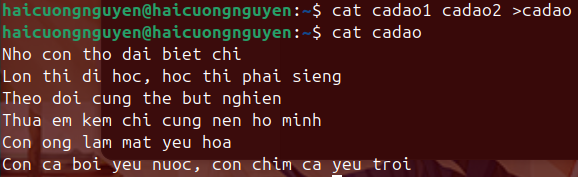 haicuongnguyen@haicuongnguyen:~$ cat cadao1 cadao2 >cadao
haicuongnguyen@haicuongnguyen:~$ cat cadao
Nho con tho dai biet chi
Lon thi di hoc, hoc thi phai sieng
Theo doi cung the but nghien
Thua em kem chi cung nen ho minh
Con ong lam mat yeu hoa
Con ca boi yeu nuoc, con chim ca yeu troi